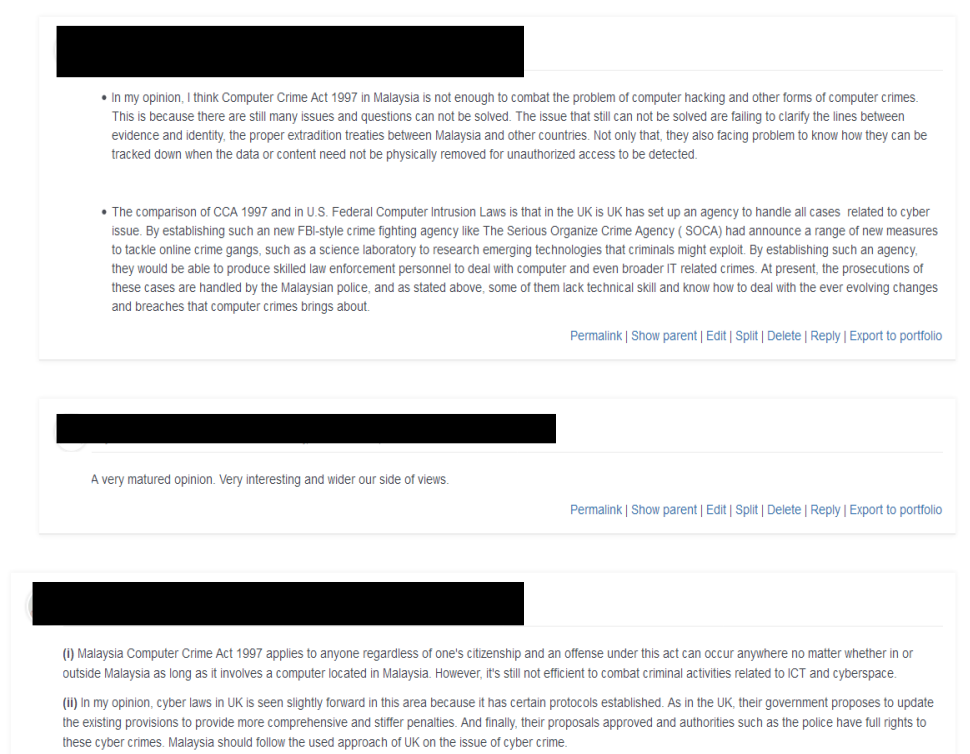 • In my opinion, I think Computer Crime Act 1997 in Malaysia is not enough to combat the problem of computer hacking and other forms of computer crimes.
This is because there are still many issues and questions can not be solved. The issue that still can not be solved are failing to clarify the lines between
evidence and identity, the proper extradition treaties between Malaysia and other countries. Not only that, they also facing problem to know how they can be
tracked down when the data or content need not be physically removed for unauthorized access to be detected.
• The comparison of CCA 1997 and in U.S. Federal Computer Intrusion Laws is that in the UK is UK has set up an agency to handle all cases related to cyber
issue. By establishing such an new FBI-style crime fighting agency like The Serious Organize Crime Agency ( SOCA) had announce a range of new measures
to tackle online crime gangs, such as a science laboratory to research emerging technologies that criminals might exploit. By establishing such an agency,
they would be able to produce skilled law enforcement personnel to deal with computer and even broader IT related crimes. At present, the prosecutions of
these cases are handled by the Malaysian police, and as stated above, some of them lack technical skill and know how to deal with the ever evolving changes
and breaches that computer crimes brings about.
Permalink | Show parent | Edit | Split | Delete | Reply | Export to portfolio
A very matured opinion. Very interesting and wider our side of views.
Permalink | Show parent | Edit | Split | Delete | Reply | Export to portfolio
(i) Malaysia Computer Crime Act 1997 applies to anyone regardless of one's citizenship and an offense under this act can occur anywhere no matter whether in or
outside Malaysia as long as it involves a computer located in Malaysia. However, it's still not efficient to combat criminal activities related to ICT and cyberspace.
(ii) In my opinion, cyber laws in UK is seen slightly forward in this area because it has certain protocols established. As in the UK, their government proposes to update
the existing provisions to provide more comprehensive and stiffer penalties. And finally, their proposals approved and authorities such as the police have full rights to
these cyber crimes. Malaysia should follow the used approach of UK on the issue of cyber crime.